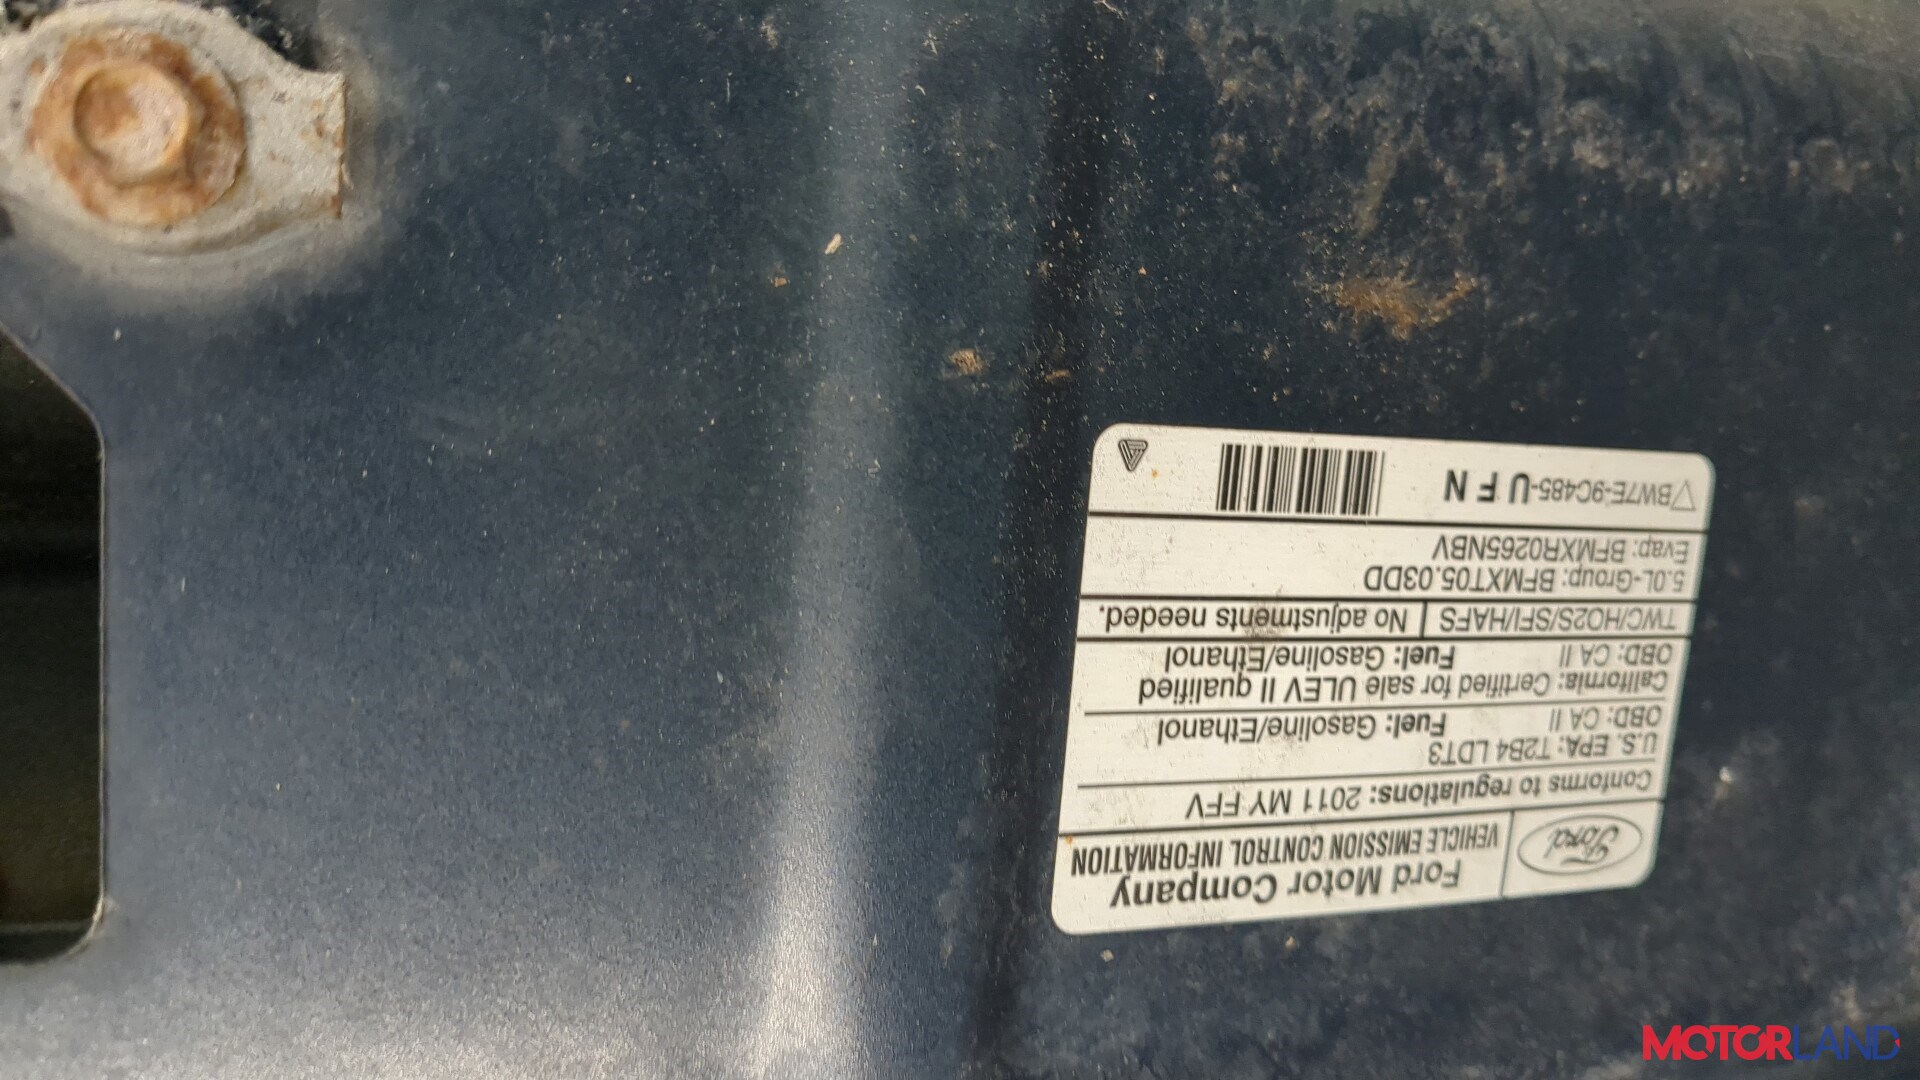 Ford
Ford Motor Company
VEHICLE EMISSION CONTROL INFORMATION
Conforms to regulations: 2011 MY FFV
U.S. EPA: T2B4 LDT3
OBD: CA II Fuel: Gasoline/Ethanol
California: Certified for sale ULEV II qualified
OBD: CA II Fuel: Gasoline/Ethanol
TWC/HO2S/SFI/HAFS No adjustments needed.
5.0L-Group: BFMXT05.03DD
Evap: BFMXR0265NBV
BW7E-9C485-U F N
MOTORLAND